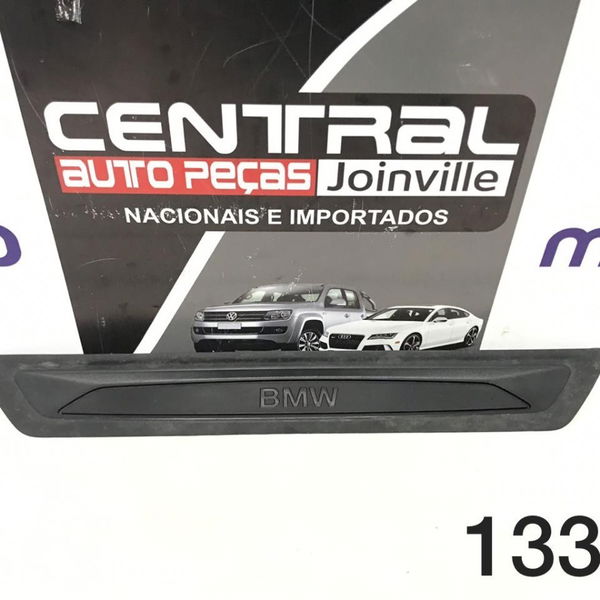 CENTRAL
AUTO PEÇAS Joinville
NACIONAIS E IMPORTADOS
BMW
133